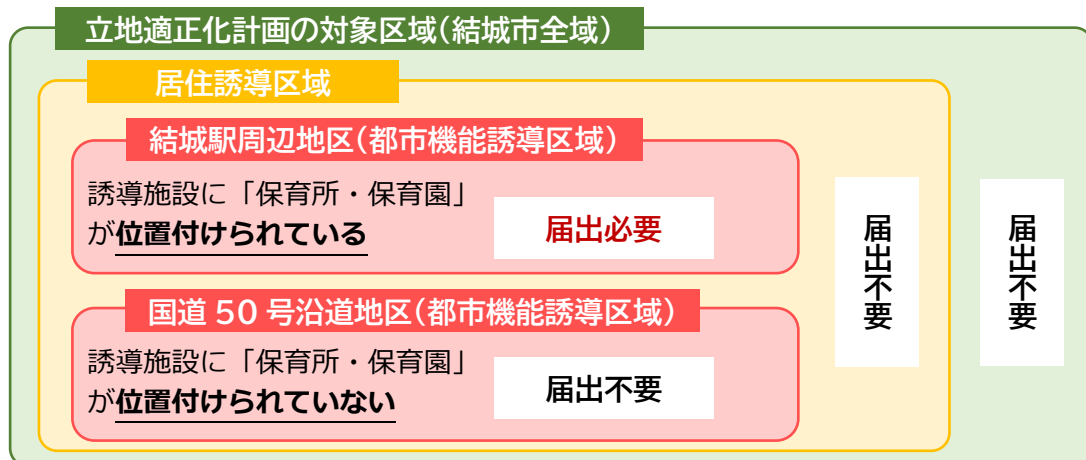 立地適正化計画の対象区域(結城市全域)
居住誘導区域
結城駅周辺地区(都市機能誘導区域)
誘導施設に「保育所・保育園」
が位置付けられている
届出必要
国道 50 号沿道地区(都市機能誘導区域)
誘導施設に「保育所・保育園」
が位置付けられていない
届出不要
届出不要
届出不要